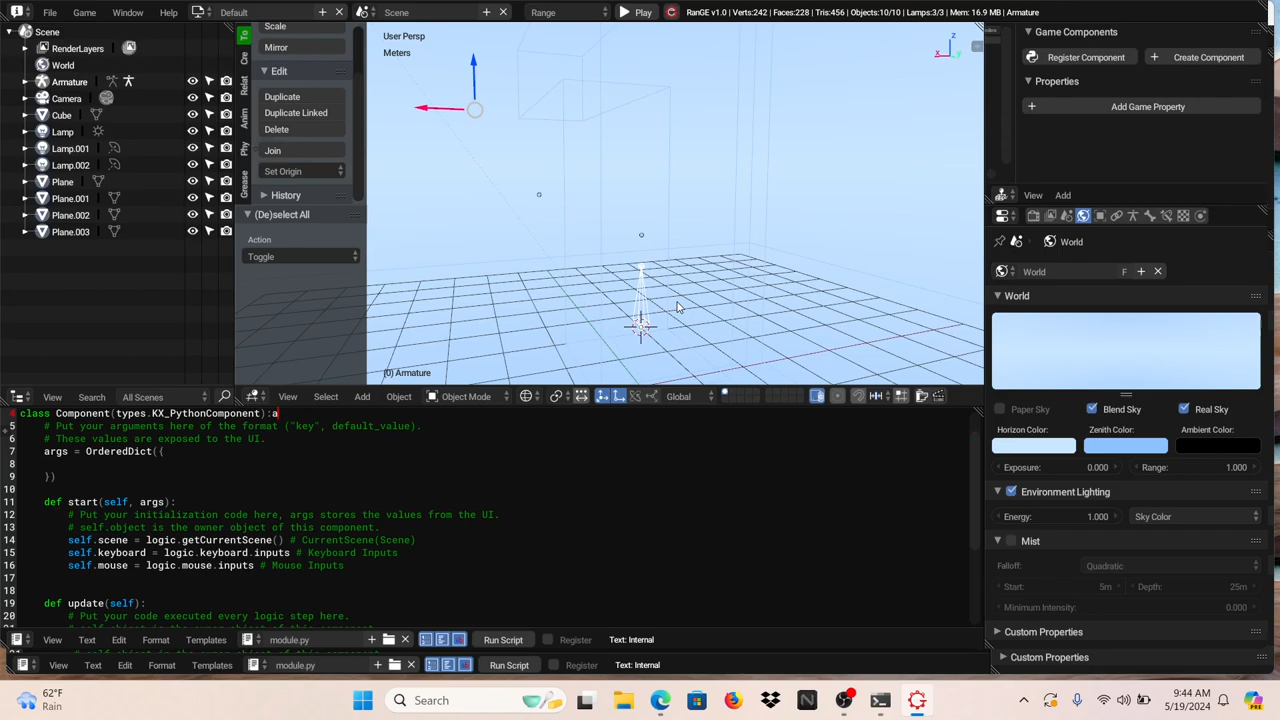 File Default Scene Range Play RanGE v1.0 | Verts:242 | Faces:228 | Tris:456 | Objects:10/10 | Lamps:3/3 | Mem: 16.9 MB | Armature
Scene
RenderLayers
World
Armature
Camera
Cube
Lamp
Lamp.001
Lamp.002
Plane
Plane.001
Plane.002
Plane.003
View Search All Scenes
To
Cre
Relat
Anim
Phy
Grease
Scale
Mirror
Edit
Duplicate
Duplicate Linked
Delete
Join
Set Origin
History
(De)select All
Action
Toggle
User Persp
Meters
z
x
y
(0) Armature
View Select Add Object Object Mode Global
Game Components
Register Component Create Component
Properties
Add Game Property
View Add
World
World F
World
Paper Sky Blend Sky Real Sky
Horizon Color: Zenith Color: Ambient Color:
Exposure: 0.000 Range: 1.000
Environment Lighting
Energy: 1.000 Sky Color
Mist
Falloff: Quadratic
Start: 5m Depth: 25m
Minimum Intensity: 0.000
Custom Properties
Custom Properties
4 class Component(types.KX_PythonComponent):a
5 # Put your arguments here of the format ("key", default_value).
6 # These values are exposed to the UI.
7 args = OrderedDict({
8
9 })
10
11 def start(self, args):
12 # Put your initialization code here, args stores the values from the UI.
13 # self.object is the owner object of this component.
14 self.scene = logic.getCurrentScene() # CurrentScene(Scene)
15 self.keyboard = logic.keyboard.inputs # Keyboard Inputs
16 self.mouse = logic.mouse.inputs # Mouse Inputs
17
18
19 def update(self):
20 # Put your code executed every logic step here.
View Text Edit Format Templates module.py Run Script Register Text: Internal
View Text Edit Format Templates module.py Run Script Register Text: Internal
62°F
Rain
Search
9:44 AM
5/19/2024
PRE